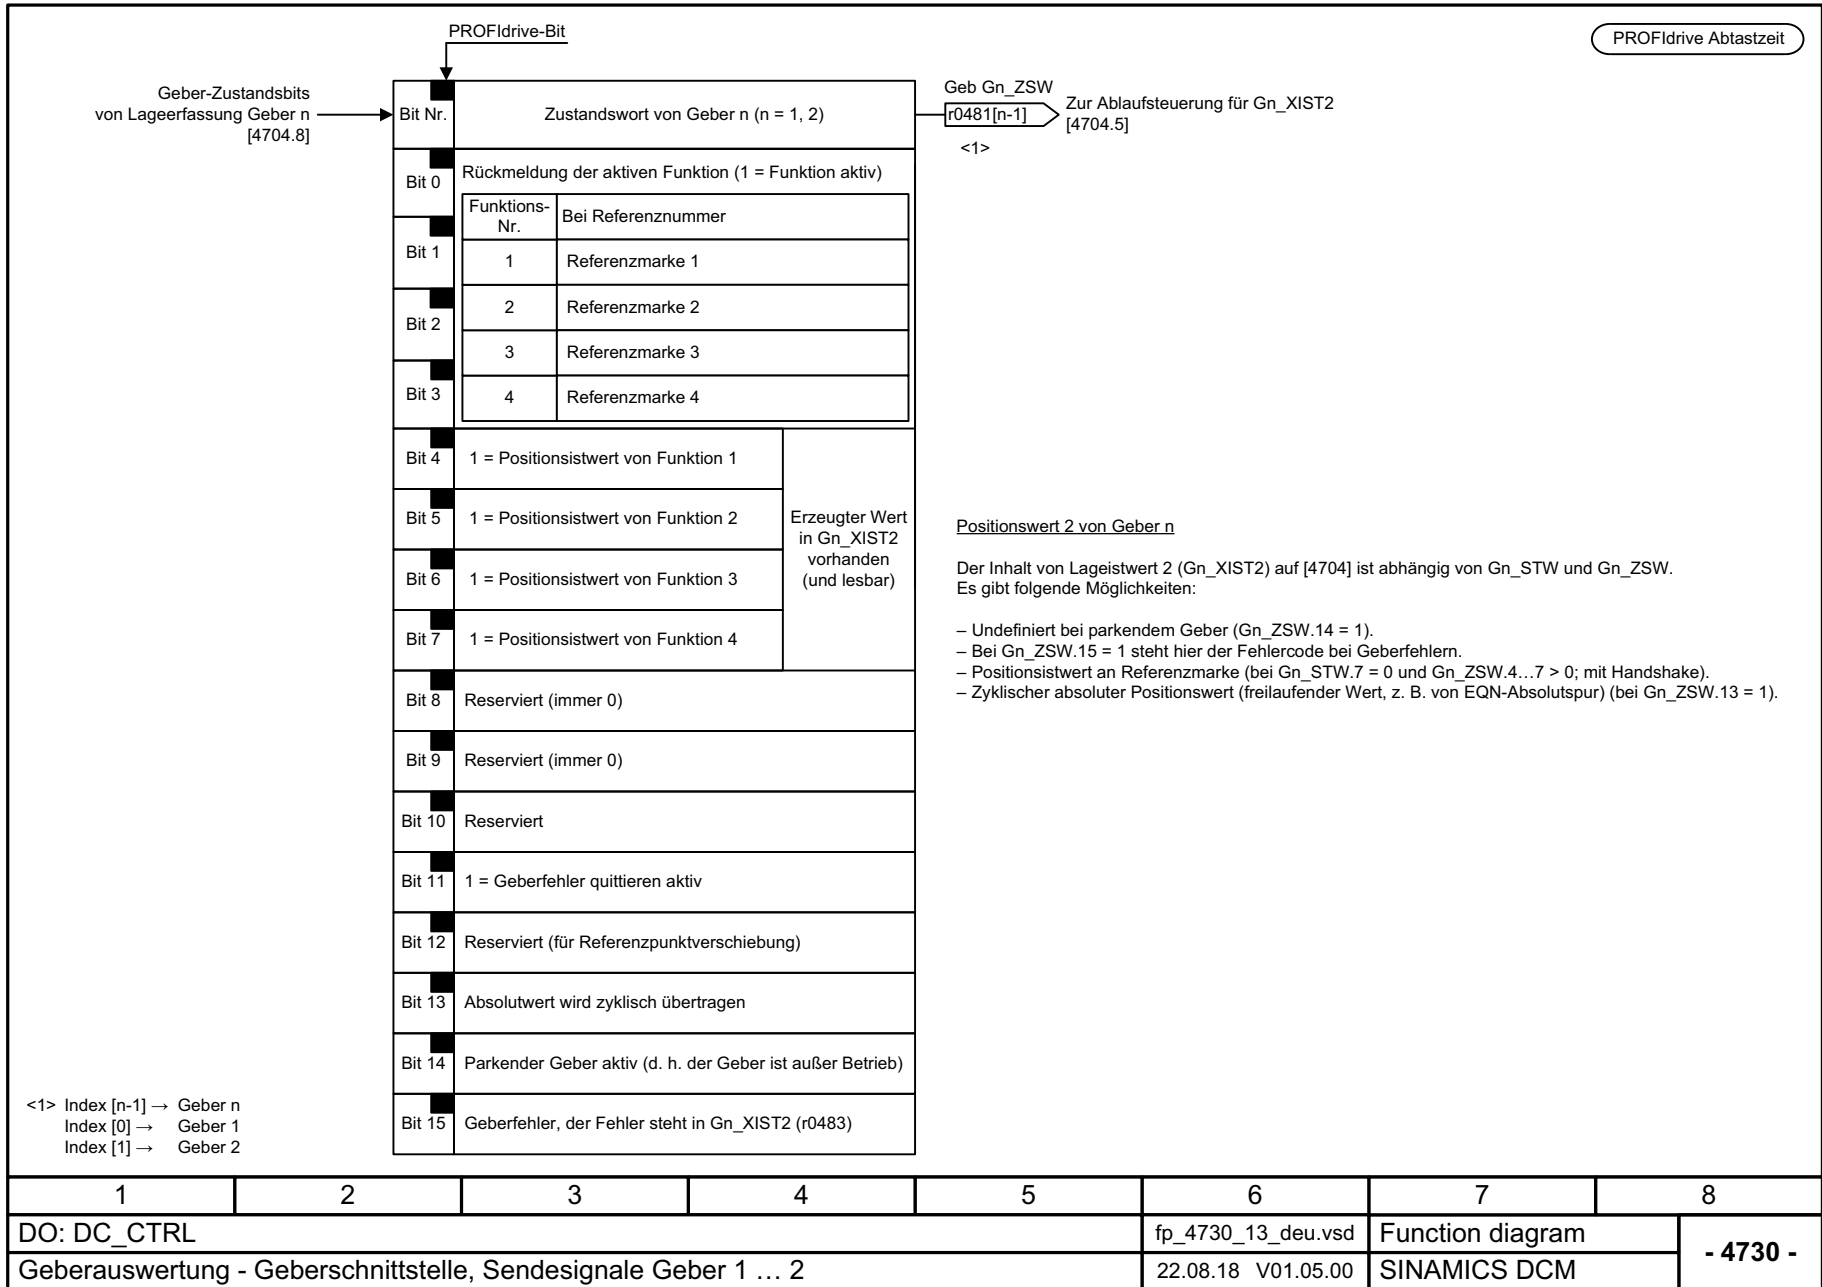 PROFIdrive-Bit
PROFIdrive Abtastzeit
Geber-Zustandsbits
von Lageerfassung Geber n
[4704.8]
Bit Nr.
Zustandswort von Geber n (n = 1, 2)
Geb Gn_ZSW
r0481[n-1]
<1>
Zur Ablaufsteuerung für Gn_XIST2
[4704.5]
Bit 0
Rückmeldung der aktiven Funktion (1 = Funktion aktiv)
Funktions-
Nr.
Bei Referenznummer
Bit 1
1
Referenzmarke 1
2
Referenzmarke 2
Bit 2
3
Referenzmarke 3
Bit 3
4
Referenzmarke 4
Bit 4
1 = Positionsistwert von Funktion 1
Bit 5
1 = Positionsistwert von Funktion 2
Bit 6
1 = Positionsistwert von Funktion 3
Bit 7
1 = Positionsistwert von Funktion 4
Erzeugter Wert
in Gn_XIST2
vorhanden
(und lesbar)
Positionswert 2 von Geber n
Der Inhalt von Lageistwert 2 (Gn_XIST2) auf [4704] ist abhängig von Gn_STW und Gn_ZSW.
Es gibt folgende Möglichkeiten:
– Undefiniert bei parkendem Geber (Gn_ZSW.14 = 1).
– Bei Gn_ZSW.15 = 1 steht hier der Fehlercode bei Geberfehlern.
– Positionsistwert an Referenzmarke (bei Gn_STW.7 = 0 und Gn_ZSW.4…7 > 0; mit Handshake).
– Zyklischer absoluter Positionswert (freilaufender Wert, z. B. von EQN-Absolutspur) (bei Gn_ZSW.13 = 1).
Bit 8
Reserviert (immer 0)
Bit 9
Reserviert (immer 0)
Bit 10
Reserviert
Bit 11
1 = Geberfehler quittieren aktiv
Bit 12
Reserviert (für Referenzpunktverschiebung)
Bit 13
Absolutwert wird zyklisch übertragen
Bit 14
Parkender Geber aktiv (d. h. der Geber ist außer Betrieb)
Bit 15
Geberfehler, der Fehler steht in Gn_XIST2 (r0483)
<1> Index [n-1] → Geber n
Index [0] → Geber 1
Index [1] → Geber 2
1 2 3 4 5 6 7 8
DO: DC_CTRL
fp_4730_13_deu.vsd
Function diagram
- 4730 -
Geberauswertung - Geberschnittstelle, Sendesignale Geber 1 … 2
22.08.18 V01.05.00
SINAMICS DCM